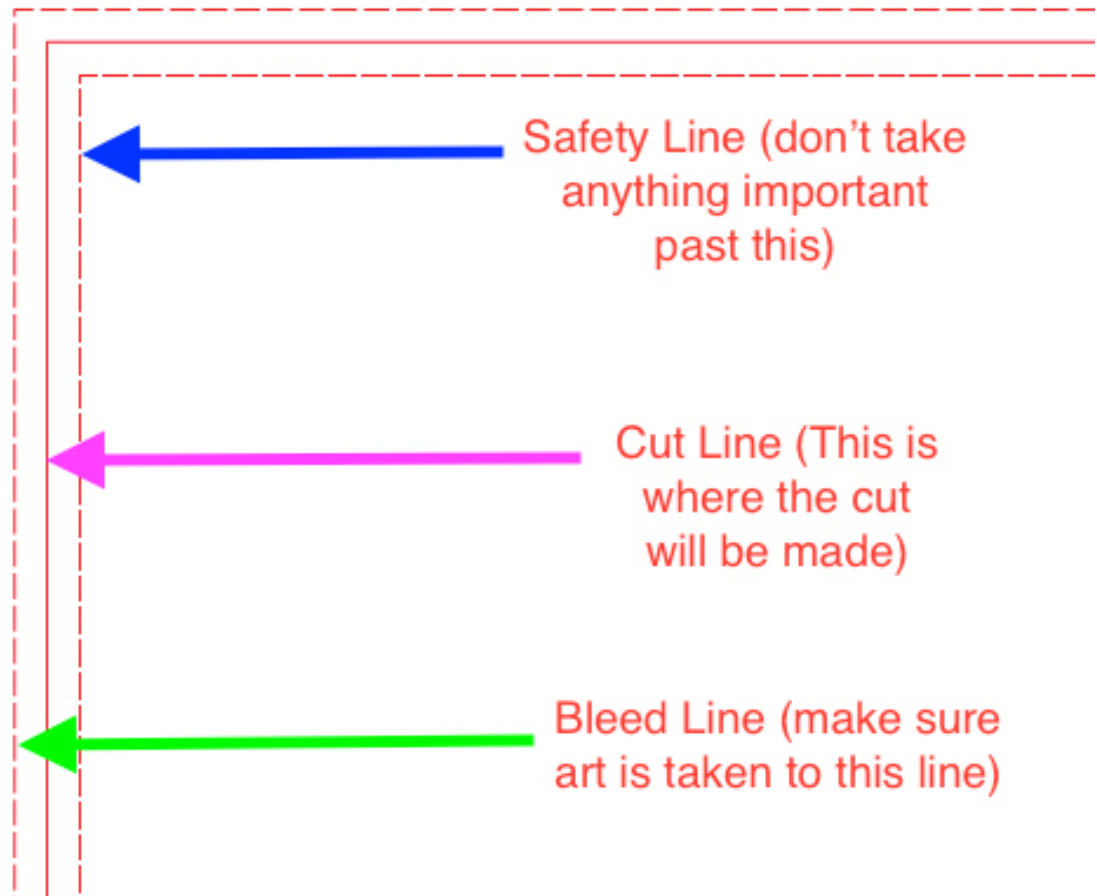 Safety Line (don’t take
anything important
past this)
Cut Line (This is
where the cut
will be made)
Bleed Line (make sure
art is taken to this line)